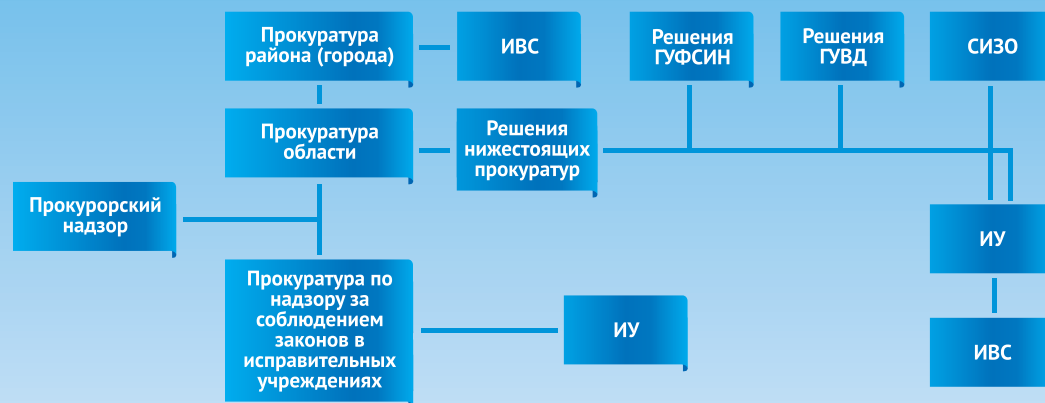 Прокуратура
района (города)
ИВС
Решения
ГУФСИН
Решения
ГУВД
СИЗО
Прокуратура
области
Решения
нижестоящих
прокуратур
Прокурорский
надзор
ИУ
Прокуратура по
надзору за
соблюдением
законов в
исправительных
учреждениях
ИУ
ИВС